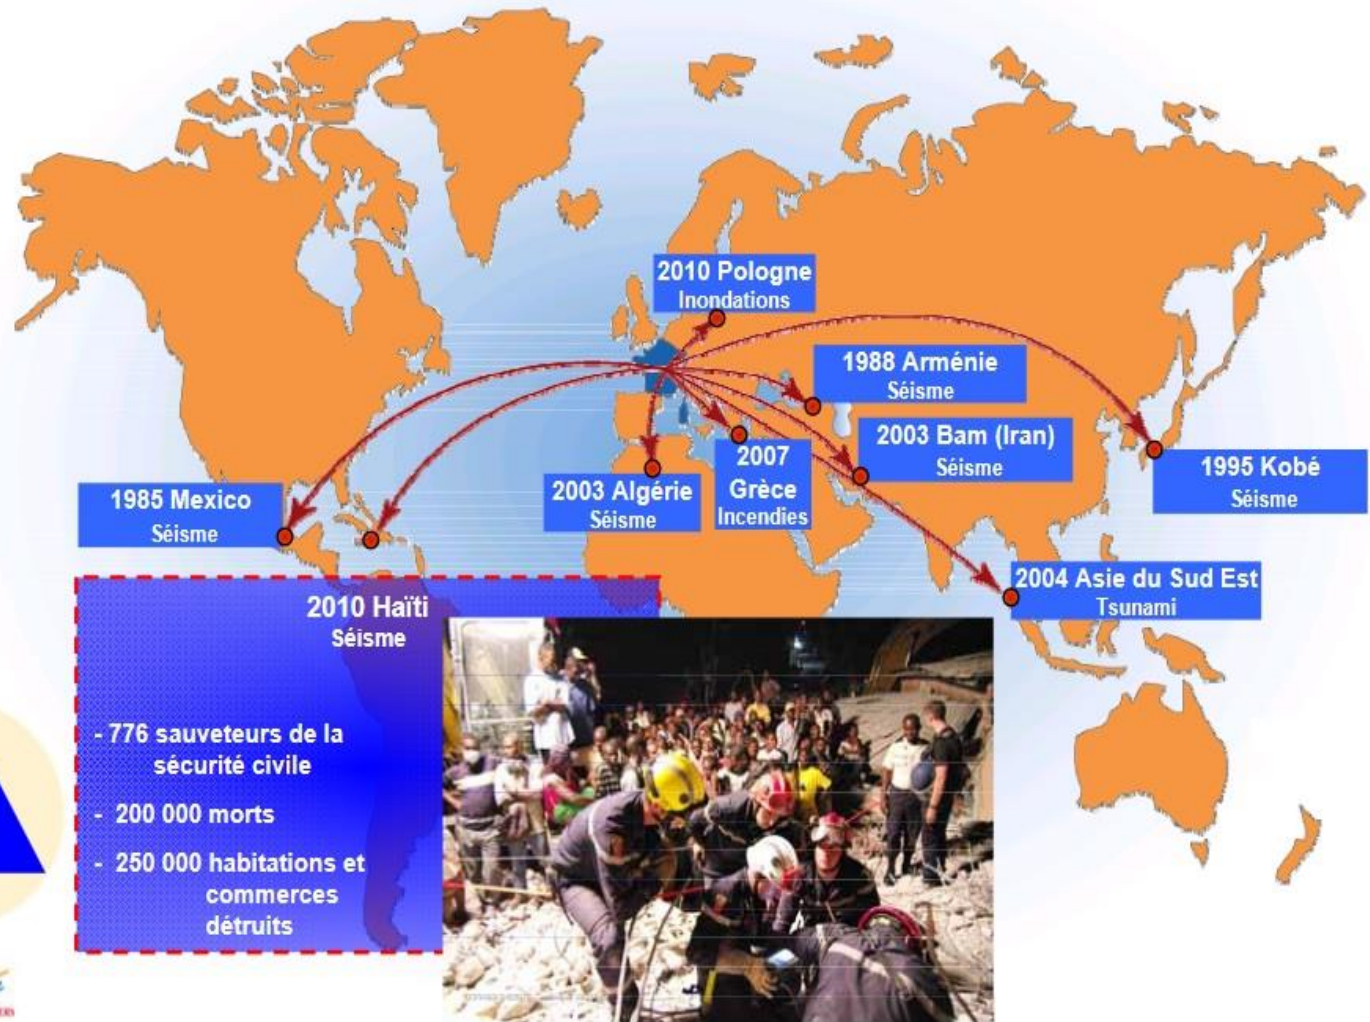 2010 Pologne
Inondations
1988 Arménie
Séisme
2003 Bam (Iran)
Séisme
1995 Kobé
Séisme
2007
Grèce
Incendies
2003 Algérie
Séisme
1985 Mexico
Séisme
2004 Asie du Sud Est
Tsunami
2010 Haïti
Séisme
- 776 sauveteurs de la
sécurité civile
- 200 000 morts
- 250 000 habitations et
commerces
détruits